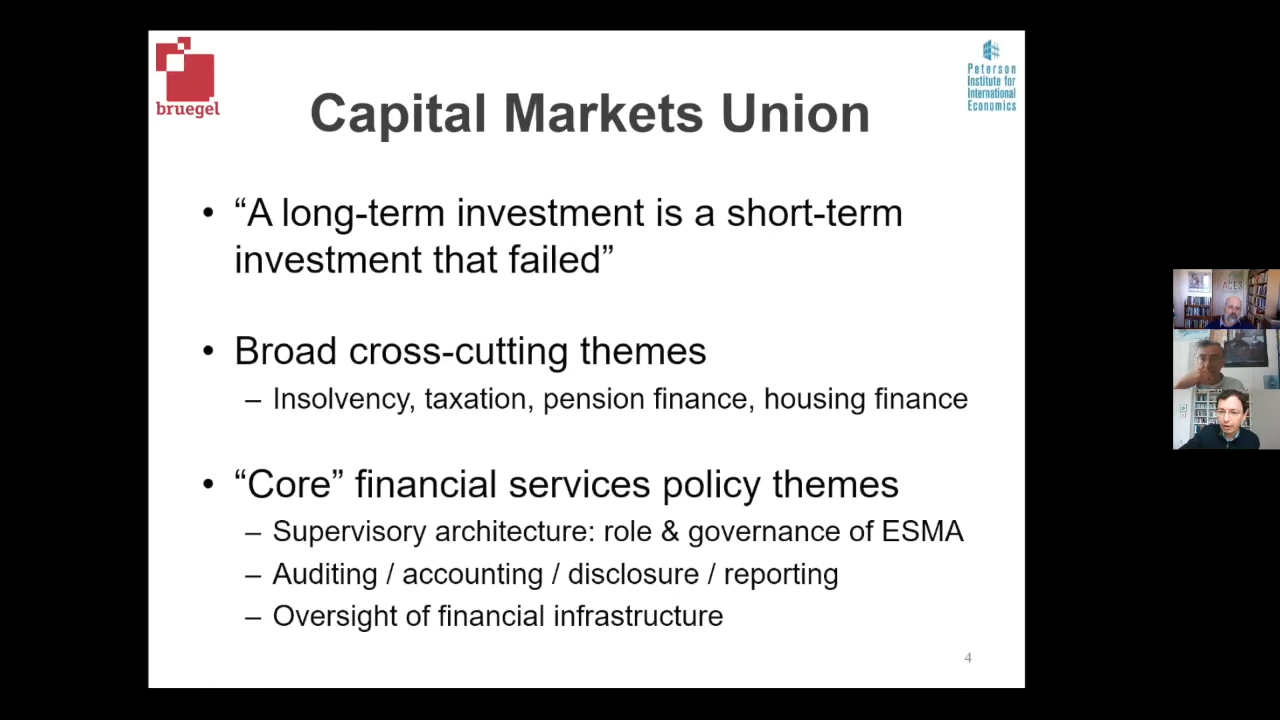 bruegel
Peterson
Institute for
International
Economics
Capital Markets Union
• “A long-term investment is a short-term
investment that failed”
• Broad cross-cutting themes
– Insolvency, taxation, pension finance, housing finance
• “Core” financial services policy themes
– Supervisory architecture: role & governance of ESMA
– Auditing / accounting / disclosure / reporting
– Oversight of financial infrastructure
4
ACES